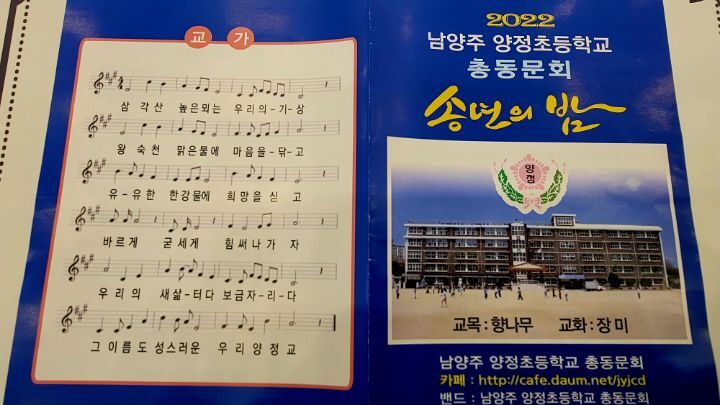 교 가
삼 각산 높은뫼는 우리의-기-상
왕 숙천 맑은물에 마음을-닦-고
유-유한 한강물에 희망을 싣 고
바르게 굳세게 힘써나가 자
우리의 새삶-터다 보금자-리-다
그이름도성스러운 우리양정교
2022
남양주 양정초등학교
총동문회
송년의 밤
양정
교목 : 향나무 교화 : 장 미
남양주 양정초등학교 총동문회
카페 : http://cafe.daum.net/jyjcd
밴드 : 남양주 양정초등학교 총동문회